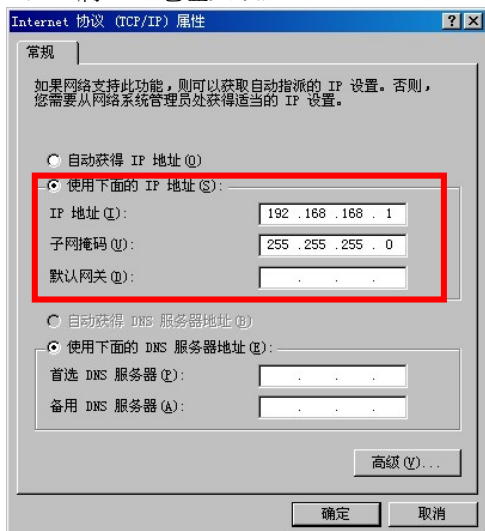 Internet 协议 (TCP/IP) 属性
常规
如果网络支持此功能,则可以获取自动指派的 IP 设置。否则,
您需要从网络系统管理员处获得适当的 IP 设置。
自动获得 IP 地址(O)
使用下面的 IP 地址(S):
IP 地址(I): 192 .168 .168 . 1
子网掩码(U): 255 .255 .255 . 0
默认网关(D): . . .
自动获得 DNS 服务器地址(B)
使用下面的 DNS 服务器地址(E):
首选 DNS 服务器(P): . . .
备用 DNS 服务器(A): . . .
高级(V)...
确定 取消